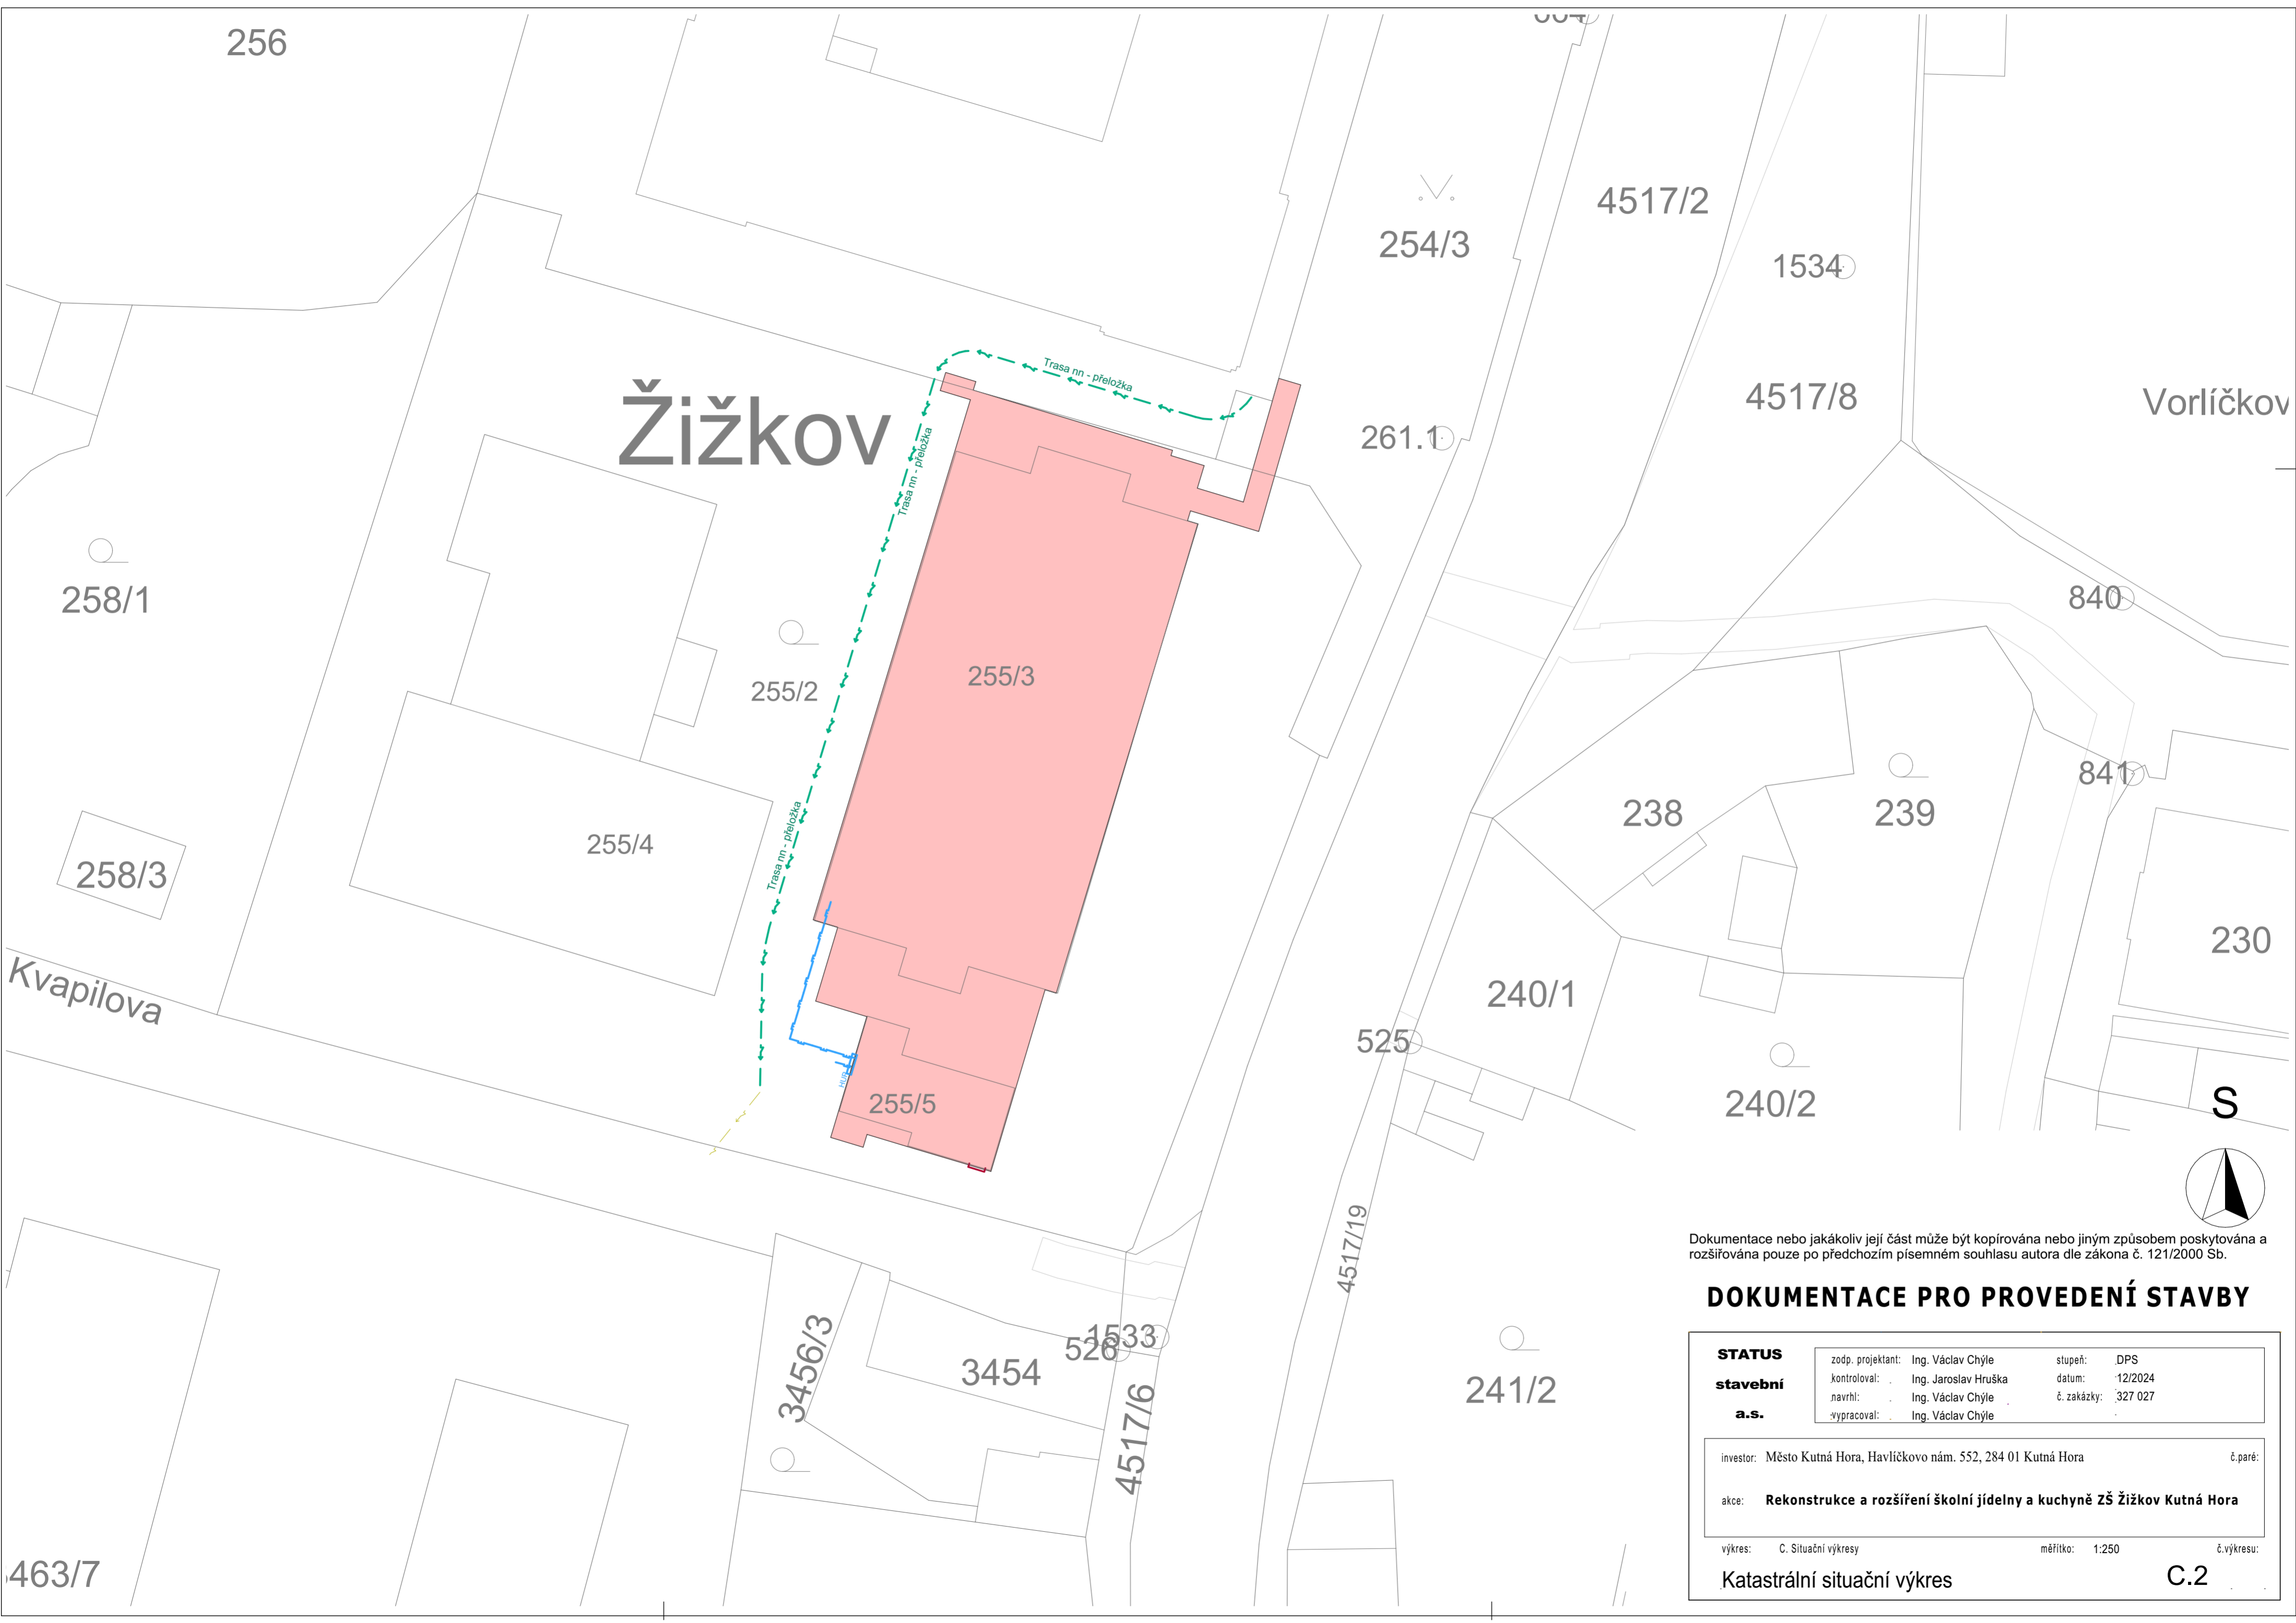 256
4517/2
254/3
1534
Trasa nn - přeložka
Žižkov
4517/8
Vorlíčkov
261.1
Trasa nn - přeložka
258/1
840
255/3
255/2
841
238
239
255/4
Trasa nn - přeložka
258/3
230
Kvapilova
240/1
525
HUP
255/5
240/2
S
4517/19
3456/3
1533
526
3454
4517/6
241/2
463/7
Dokumentace nebo jakákoliv její část může být kopírována nebo jiným způsobem poskytována a
rozšiřována pouze po předchozím písemném souhlasu autora dle zákona č. 121/2000 Sb.
DOKUMENTACE PRO PROVEDENÍ STAVBY
STATUS
stavební
a.s.
zodp. projektant: Ing. Václav Chýle stupeň: DPS
kontroloval: Ing. Jaroslav Hruška datum: 12/2024
navrhl: Ing. Václav Chýle č. zakázky: 327 027
vypracoval: Ing. Václav Chýle
investor: Město Kutná Hora, Havlíčkovo nám. 552, 284 01 Kutná Hora č.paré:
akce: Rekonstrukce a rozšíření školní jídelny a kuchyně ZŠ Žižkov Kutná Hora
výkres: C. Situační výkresy měřítko: 1:250 č.výkresu:
Katastrální situační výkres C.2